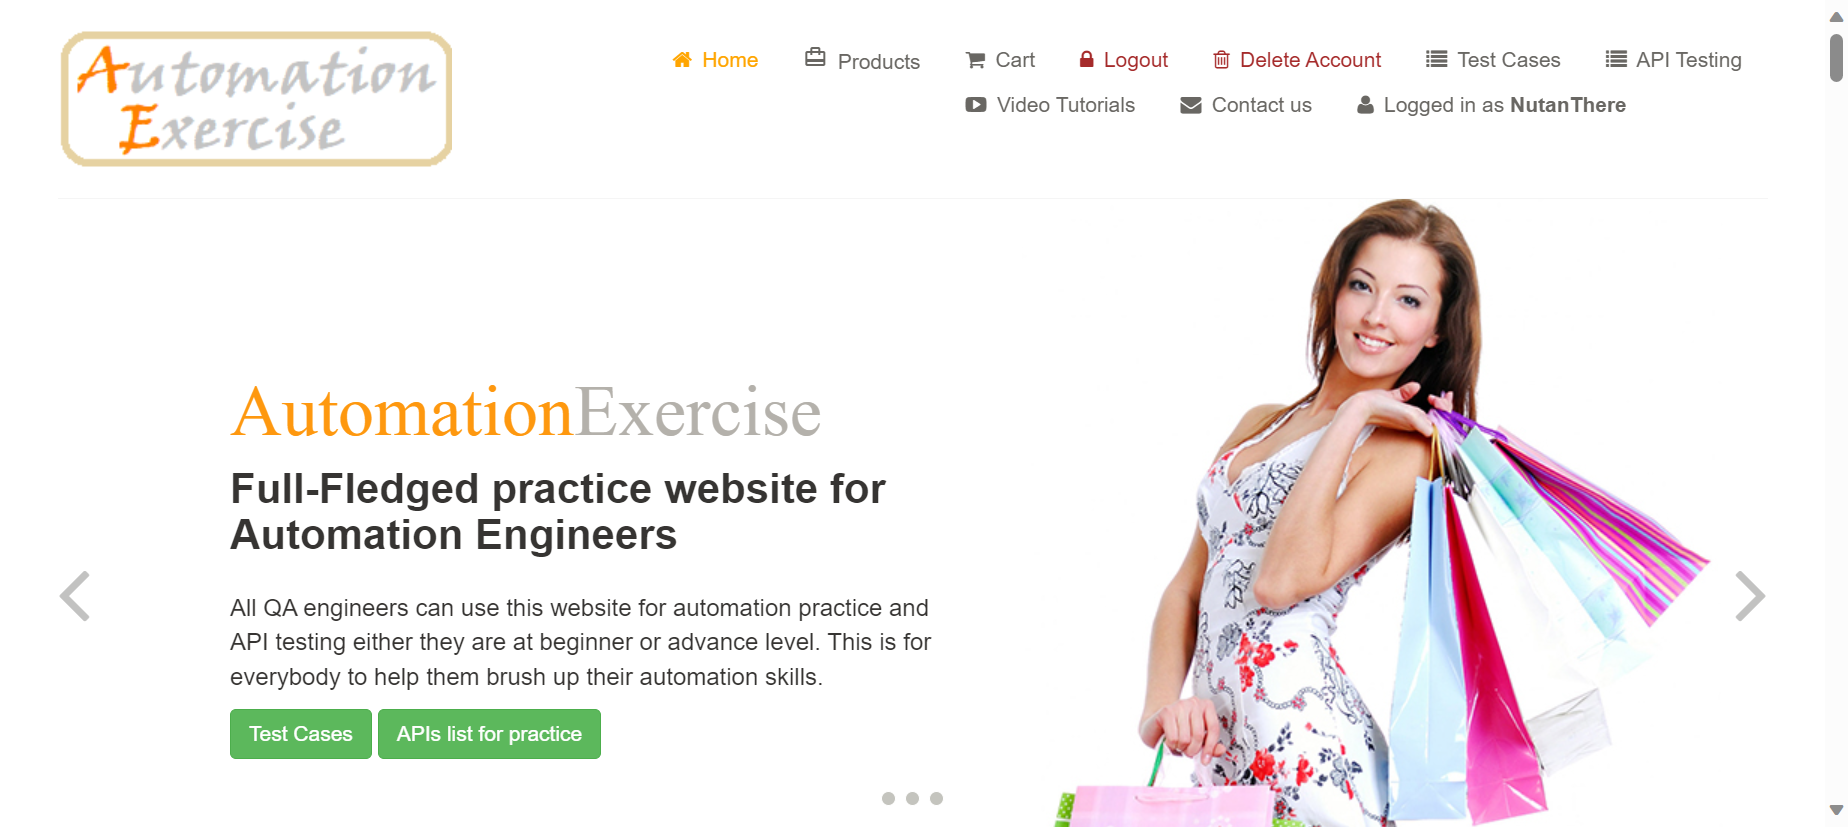 Automation
Exercise
Home
Products
Cart
Logout
Delete Account
Test Cases
API Testing
Video Tutorials
Contact us
Logged in as NutanThere
AutomationExercise
Full-Fledged practice website for
Automation Engineers
All QA engineers can use this website for automation practice and
API testing either they are at beginner or advance level. This is for
everybody to help them brush up their automation skills.
Test Cases
APIs list for practice